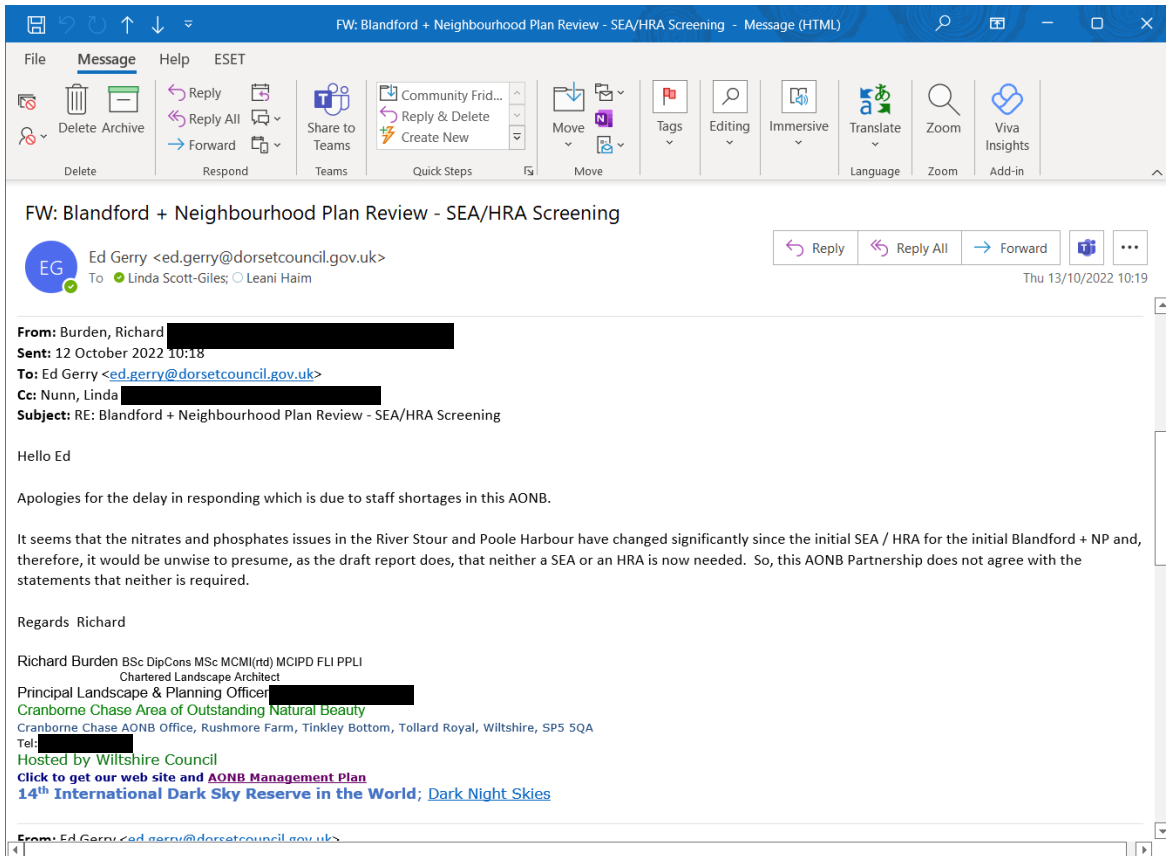 FW: Blandford + Neighbourhood Plan Review - SEA/HRA Screening - Message (HTML)
File Message Help ESET
Delete Archive
Reply
Reply All
Forward
Share to Teams
Community Frid...
Reply & Delete
Create New
Move
Tags
Editing
Immersive
Translate
Zoom
Viva Insights
Delete Respond Teams Quick Steps Move Language Zoom Add-in
FW: Blandford + Neighbourhood Plan Review - SEA/HRA Screening
EG
Ed Gerry <ed.gerry@dorsetcouncil.gov.uk>
To Linda Scott-Giles; Leani Haim
Reply Reply All Forward
Thu 13/10/2022 10:19
From: Burden, Richard
Sent: 12 October 2022 10:18
To: Ed Gerry <ed.gerry@dorsetcouncil.gov.uk>
Cc: Nunn, Linda
Subject: RE: Blandford + Neighbourhood Plan Review - SEA/HRA Screening
Hello Ed
Apologies for the delay in responding which is due to staff shortages in this AONB.
It seems that the nitrates and phosphates issues in the River Stour and Poole Harbour have changed significantly since the initial SEA / HRA for the initial Blandford + NP and,
therefore, it would be unwise to presume, as the draft report does, that neither a SEA or an HRA is now needed. So, this AONB Partnership does not agree with the
statements that neither is required.
Regards Richard
Richard Burden BSc DipCons MSc MCMI(rtd) MCIPD FLI PPLI
Chartered Landscape Architect
Principal Landscape & Planning Officer
Cranborne Chase Area of Outstanding Natural Beauty
Cranborne Chase AONB Office, Rushmore Farm, Tinkley Bottom, Tollard Royal, Wiltshire, SP5 5QA
Tel:
Hosted by Wiltshire Council
Click to get our web site and AONB Management Plan
14th International Dark Sky Reserve in the World; Dark Night Skies
From: Ed Gerry <ed.gerry@dorsetcouncil.gov.uk>